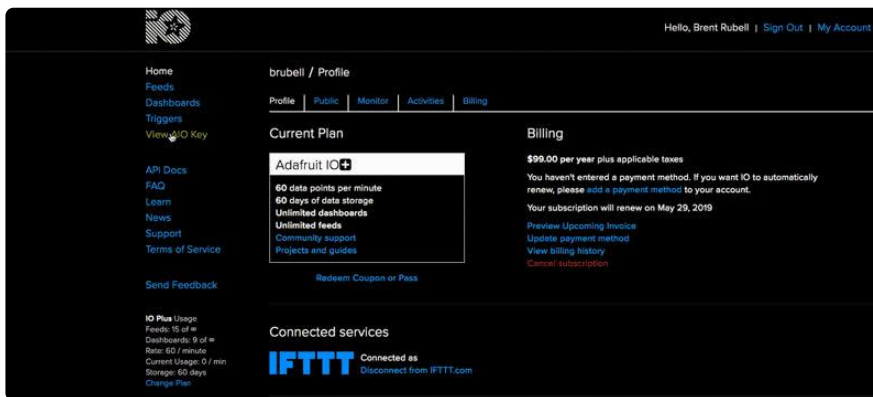 iO
Hello, Brent Rubell | Sign Out | My Account
Home
Feeds
Dashboards
Triggers
View AIO Key
API Docs
FAQ
Learn
News
Support
Terms of Service
Send Feedback
IO Plus Usage
Feeds: 15 of ∞
Dashboards: 9 of ∞
Rate: 60 / minute
Current Usage: 0 / min
Storage: 60 days
Change Plan
brubell / Profile
Profile | Public | Monitor | Activities | Billing
Current Plan
Adafruit IO+
60 data points per minute
60 days of data storage
Unlimited dashboards
Unlimited feeds
Community support
Projects and guides
Redeem Coupon or Pass
Billing
$99.00 per year plus applicable taxes
You haven't entered a payment method. If you want IO to automatically
renew, please add a payment method to your account.
Your subscription will renew on May 29, 2019
Preview Upcoming Invoice
Update payment method
View billing history
Cancel subscription
Connected services
IFTTT
Connected as
Disconnect from IFTTT.com